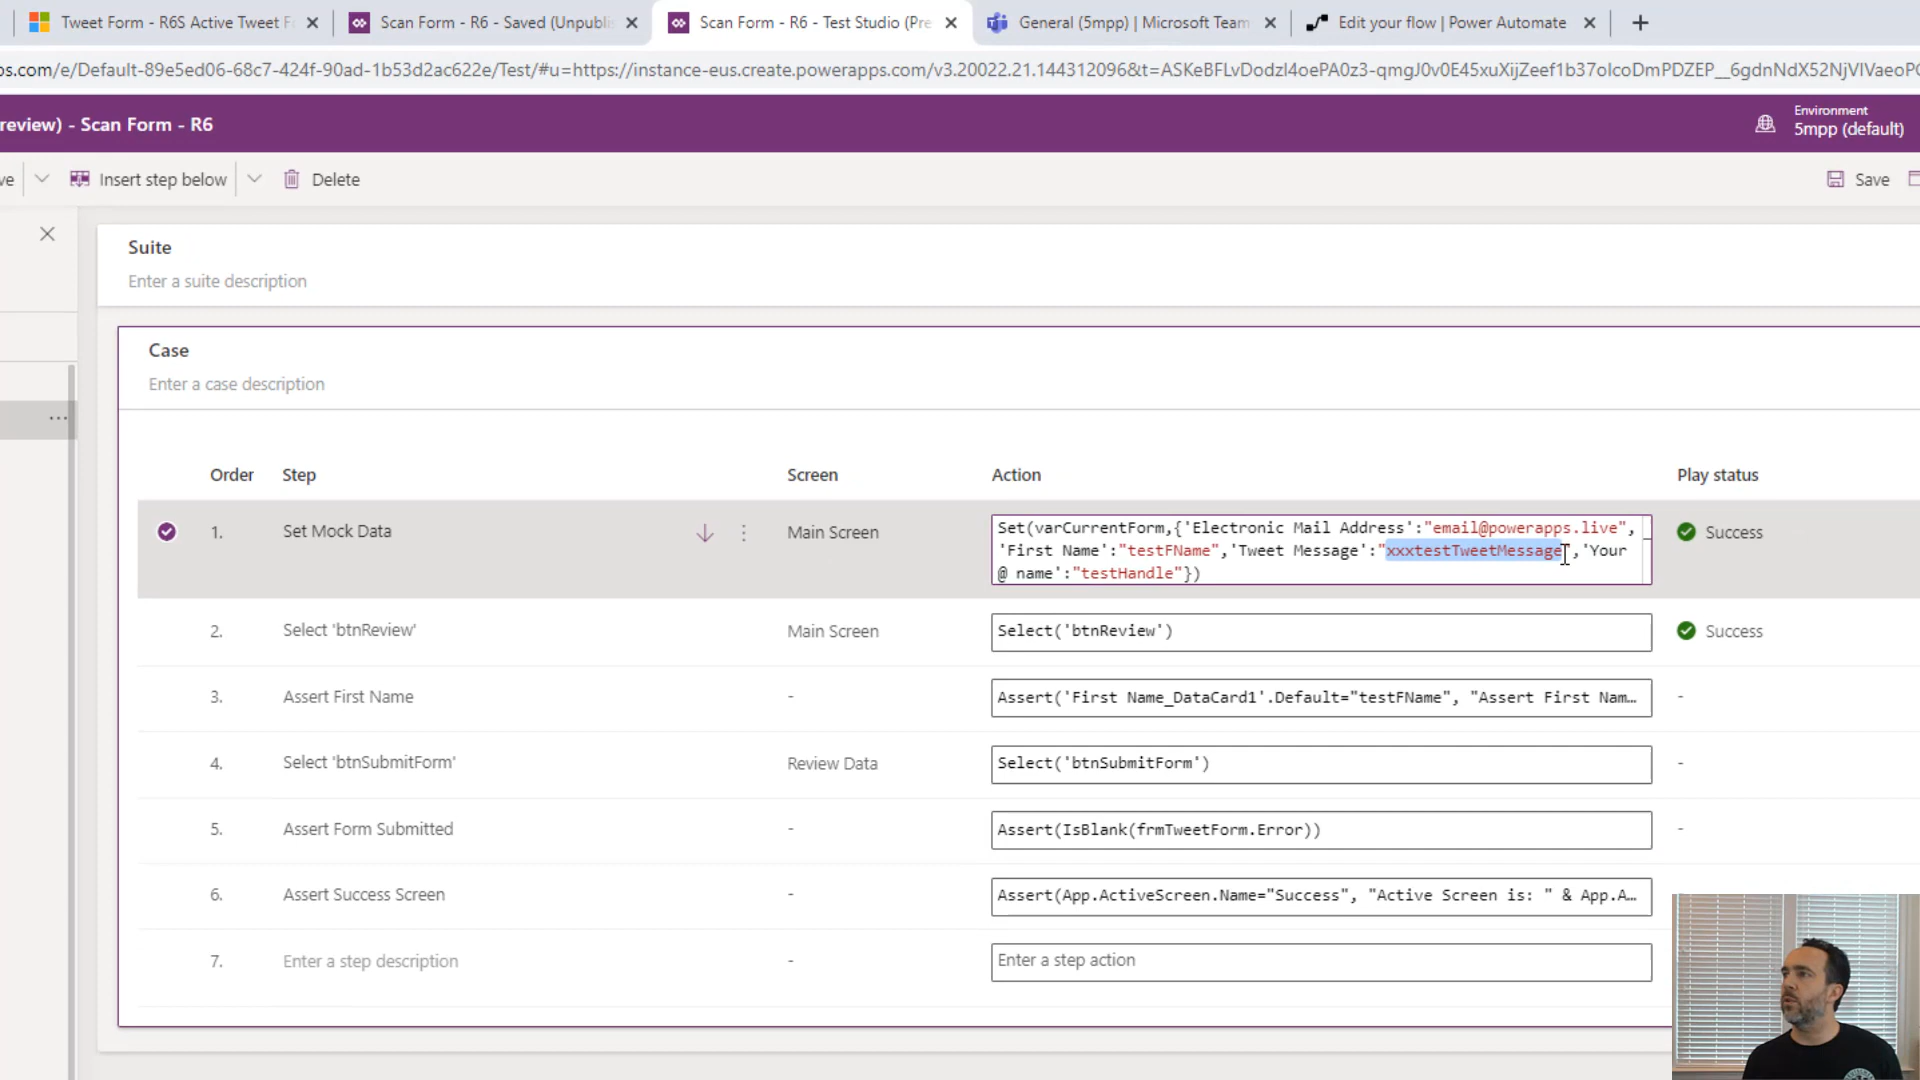 Tweet Form - R6S Active Tweet F
Scan Form - R6 - Saved (Unpubli
Scan Form - R6 - Test Studio (Pre
General (5mpp) | Microsoft Team
Edit your flow | Power Automate
ps.com/e/Default-89e5ed06-68c7-424f-90ad-1b53d2ac622e/Test/#u=https://instance-eus.create.powerapps.com/v3.20022.21.144312096&t=ASKeBFLvDodzl4oePA0z3-qmgJ0v0E45xuXijZeef1b37olcoDmPDZEP__6gdnNdX52NjVIVaeoP
review) - Scan Form - R6
Environment
5mpp (default)
ve
Insert step below
Delete
Save
Suite
Enter a suite description
Case
Enter a case description
Order Step Screen Action Play status
1. Set Mock Data Main Screen Set(varCurrentForm,{'Electronic Mail Address':"email@powerapps.live", Success
'First Name':"testFName",'Tweet Message':"xxxtestTweetMessage",'Your
@ name':"testHandle"})
2. Select 'btnReview' Main Screen Select('btnReview') Success
3. Assert First Name - Assert('First Name_DataCard1'.Default="testFName", "Assert First Nam… -
4. Select 'btnSubmitForm' Review Data Select('btnSubmitForm') -
5. Assert Form Submitted - Assert(IsBlank(frmTweetForm.Error)) -
6. Assert Success Screen - Assert(App.ActiveScreen.Name="Success", "Active Screen is: " & App.A…
7. Enter a step description - Enter a step action